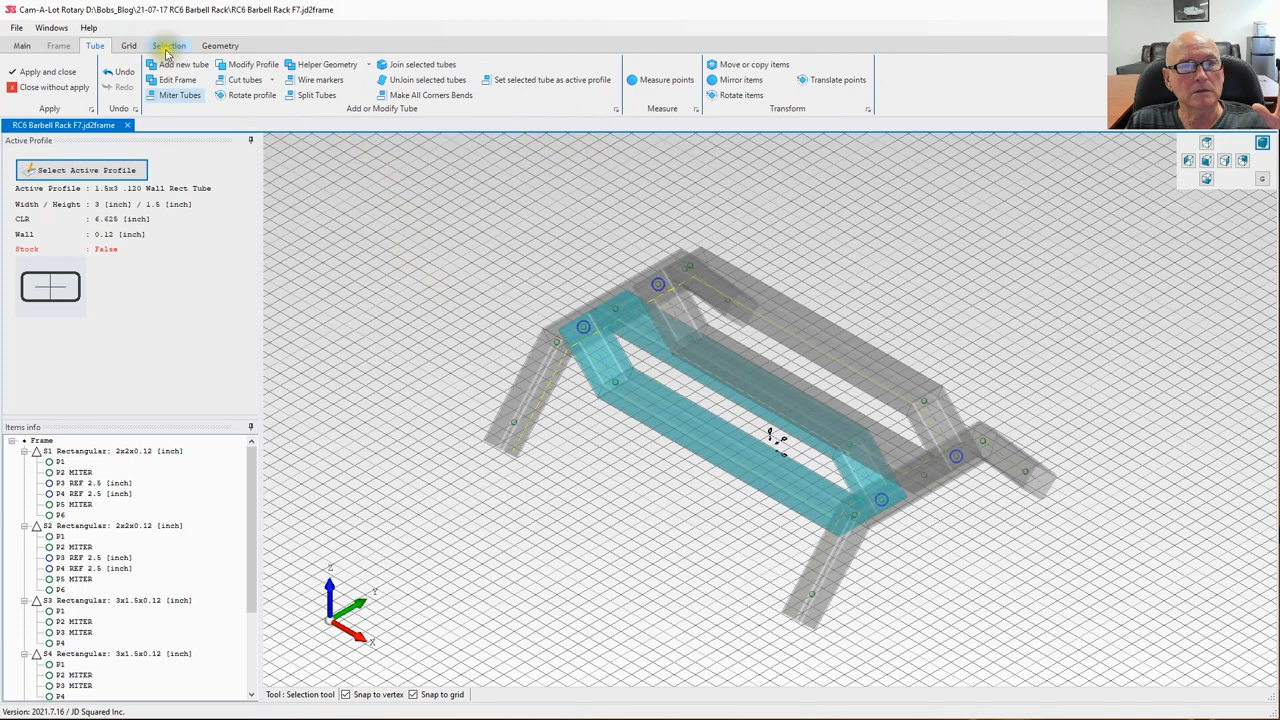 Cam-A-Lot Rotary D:\Bobs_Blog\21-07-17 RC6 Barbell Rack\RC6 Barbell Rack F7.jd2frame
File Windows Help
Main Frame Tube Grid Selection Geometry
Apply and close
Close without apply
Apply
Undo
Redo
Undo
Add new tube Modify Profile Helper Geometry Join selected tubes
Edit Frame Cut tubes Wire markers UnJoin selected tubes Set selected tube as active profile
Miter Tubes Rotate profile Split Tubes Make All Corners Bends
Add or Modify Tube
Measure points
Measure
Move or copy items
Mirror items Translate points
Rotate items
Transform
RC6 Barbell Rack F7.jd2frame
Active Profile
Select Active Profile
Active Profile : 1.5x3 .120 Wall Rect Tube
Width / Height : 3 [inch] / 1.5 [inch]
CLR : 6.625 [inch]
Wall : 0.12 [inch]
Stock : False
Items info
Frame
S1 Rectangular: 2x2x0.12 [inch]
P1
P2 MITER
P3 REF 2.5 [inch]
P4 REF 2.5 [inch]
P5 MITER
P6
S2 Rectangular: 2x2x0.12 [inch]
P1
P2 MITER
P3 REF 2.5 [inch]
P4 REF 2.5 [inch]
P5 MITER
P6
S3 Rectangular: 3x1.5x0.12 [inch]
P1
P2 MITER
P3 MITER
P4
S4 Rectangular: 3x1.5x0.12 [inch]
P1
P2 MITER
P3 MITER
P4
Z
Y
X
G
Tool : Selection tool Snap to vertex Snap to grid
Version: 2021.7.16 / JD Squared Inc.